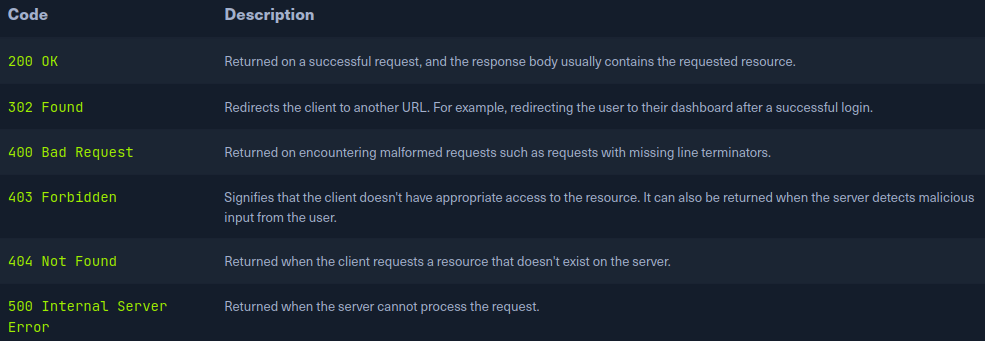 Code Description
200 OK Returned on a successful request, and the response body usually contains the requested resource.
302 Found Redirects the client to another URL. For example, redirecting the user to their dashboard after a successful login.
400 Bad Request Returned on encountering malformed requests such as requests with missing line terminators.
403 Forbidden Signifies that the client doesn't have appropriate access to the resource. It can also be returned when the server detects malicious
input from the user.
404 Not Found Returned when the client requests a resource that doesn't exist on the server.
500 Internal Server Returned when the server cannot process the request.
Error